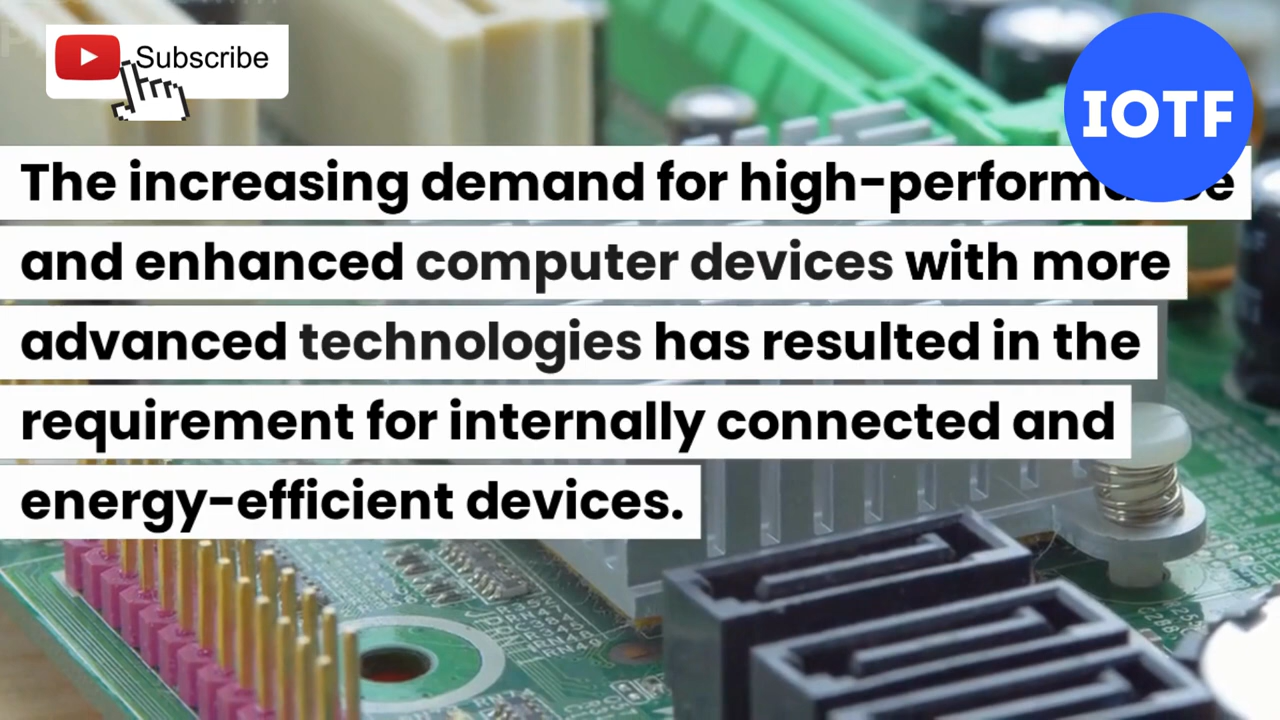 Subscribe
IOTF
The increasing demand for high-performance
and enhanced computer devices with more
advanced technologies has resulted in the
requirement for internally connected and
energy-efficient devices.